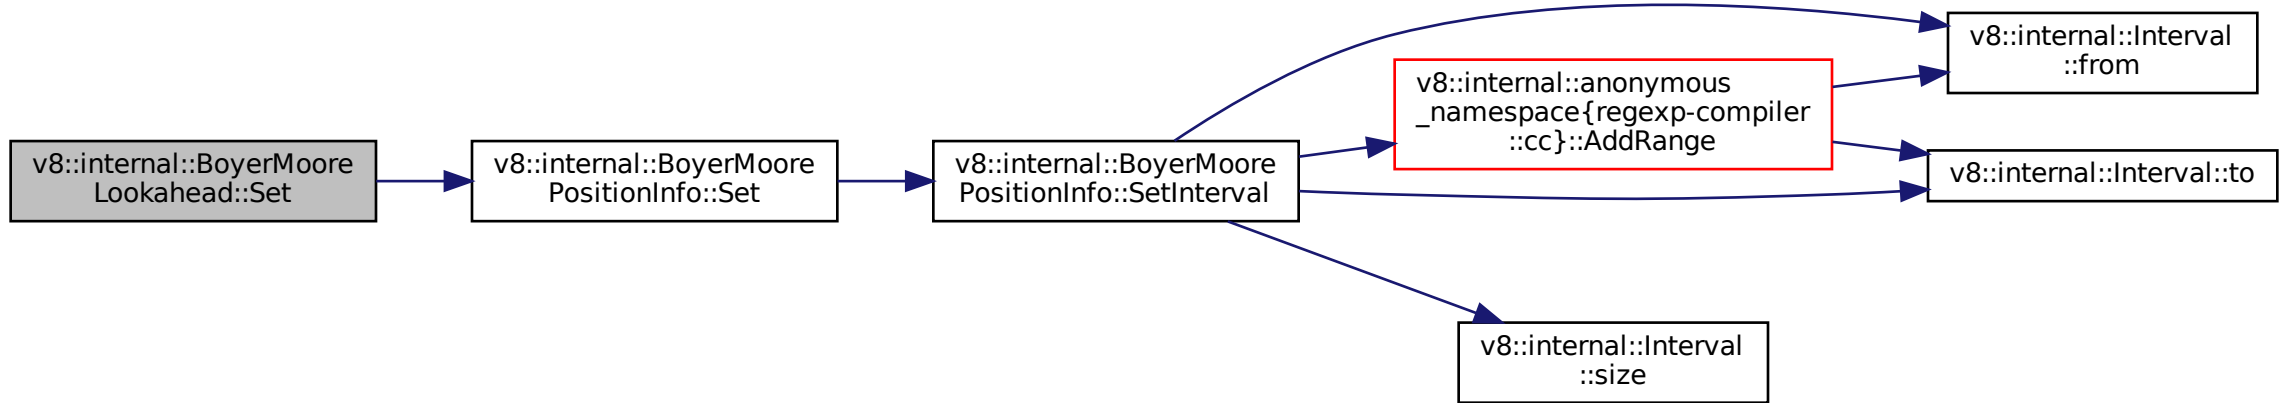 v8::internal::BoyerMoore
Lookahead::Set
v8::internal::BoyerMoore
PositionInfo::Set
v8::internal::BoyerMoore
PositionInfo::SetInterval
v8::internal::anonymous
_namespace{regexp-compiler
::cc}::AddRange
v8::internal::Interval
::from
v8::internal::Interval::to
v8::internal::Interval
::size